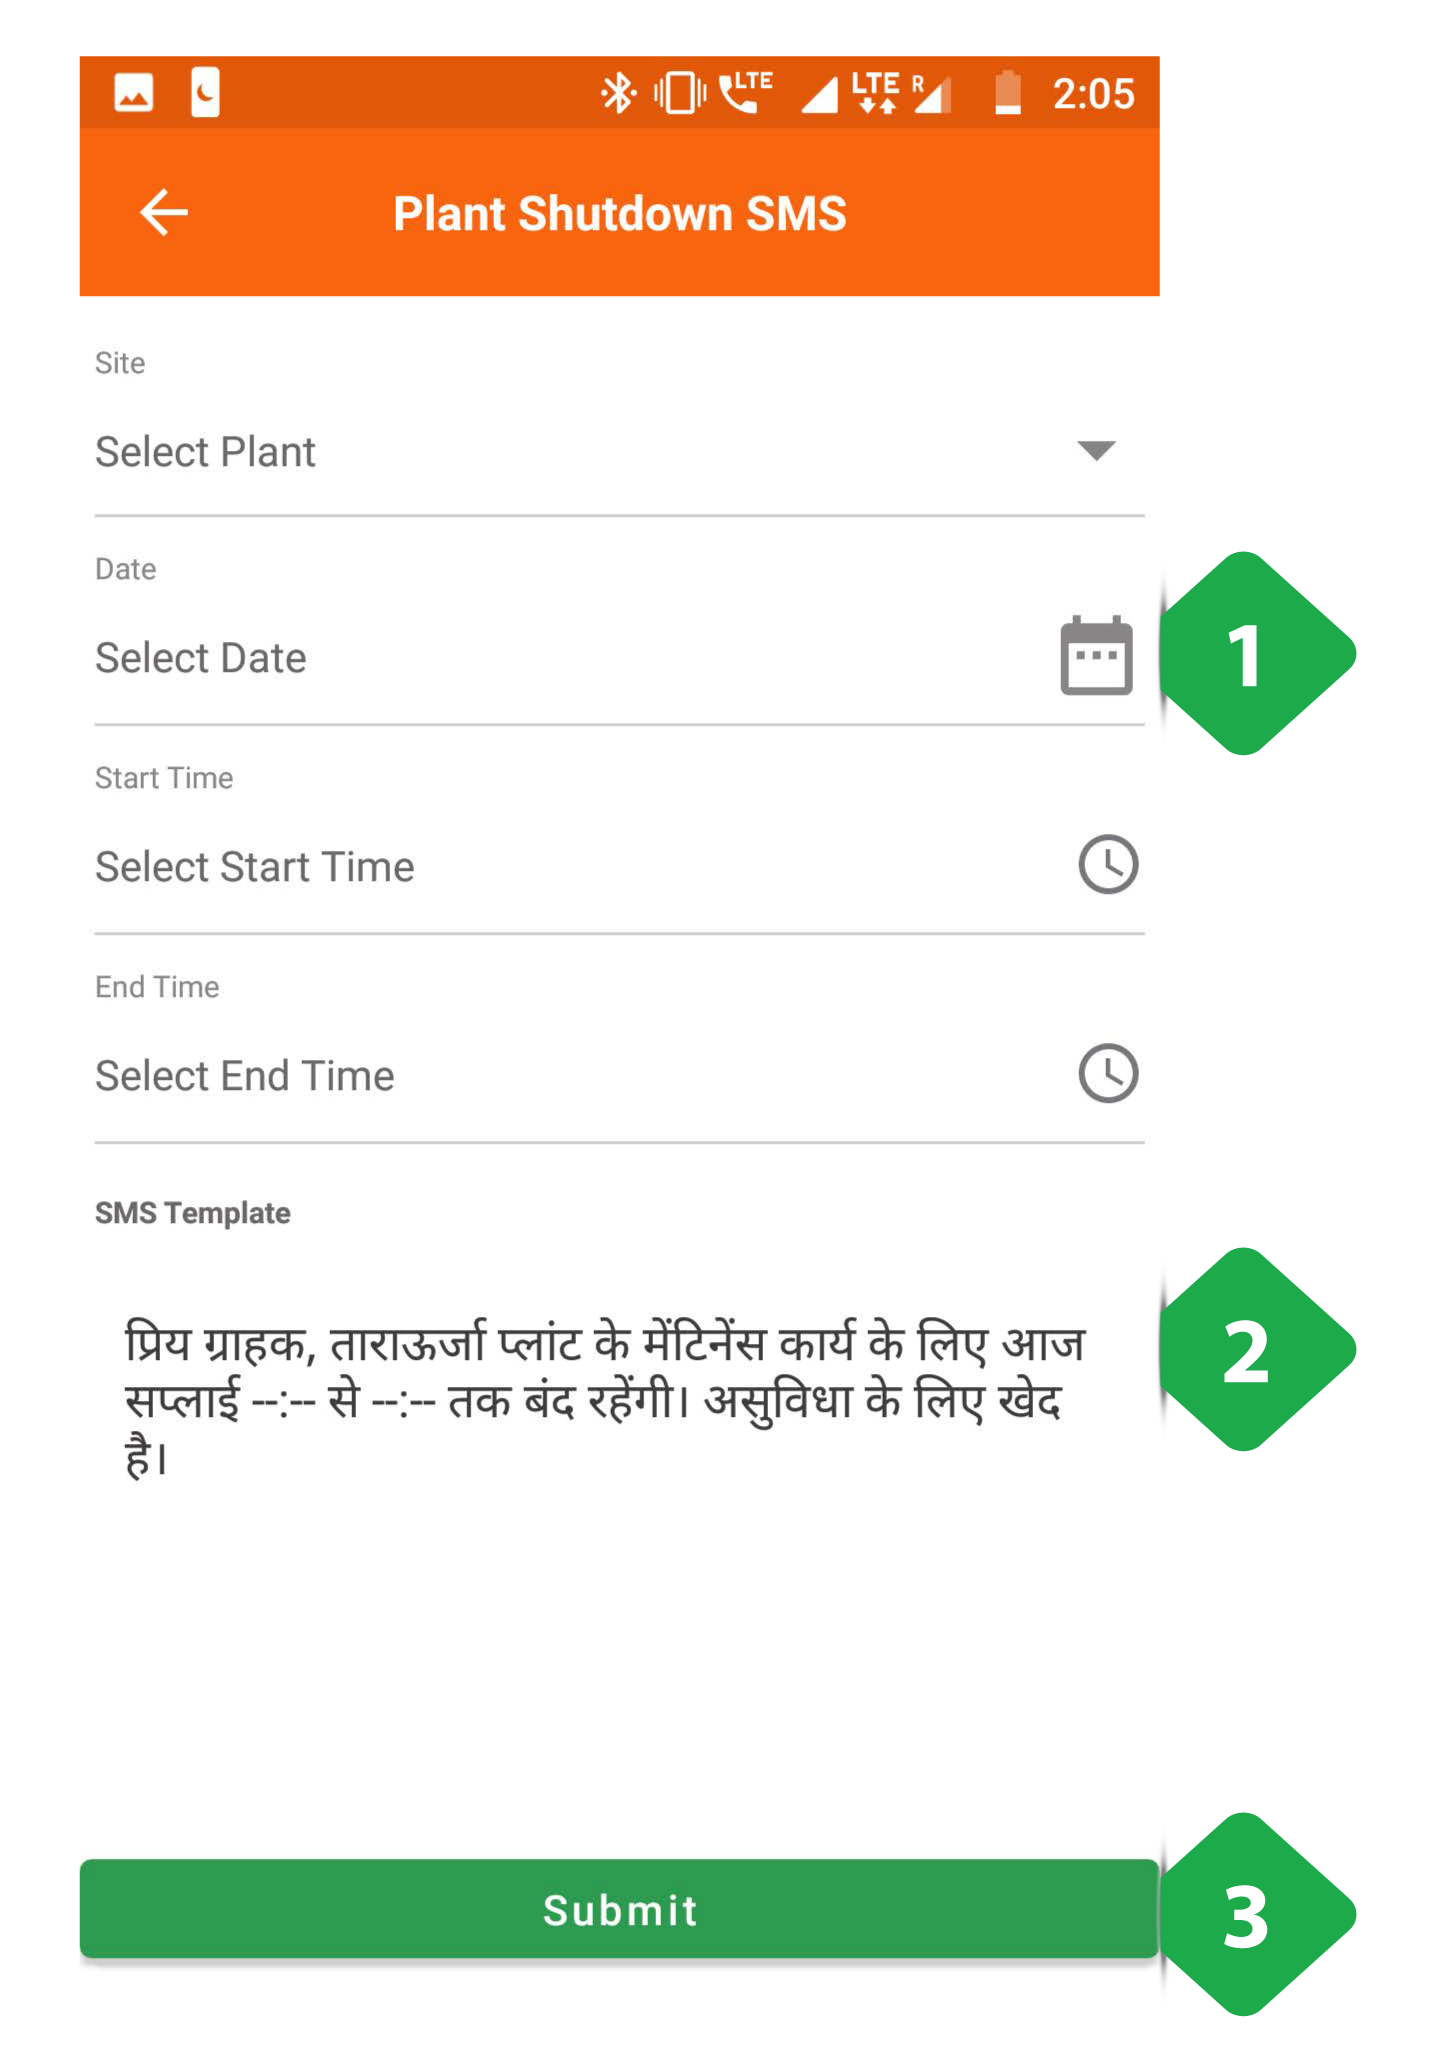 LTE LTE R 2:05
Plant Shutdown SMS
Site
Select Plant
Date
Select Date
1
Start Time
Select Start Time
End Time
Select End Time
SMS Template
प्रिय ग्राहक, ताराऊर्जा प्लांट के मेंटिनेंस कार्य के लिए आज
सप्लाई --:-- से --:-- तक बंद रहेंगी। असुविधा के लिए खेद
है।
2
Submit
3